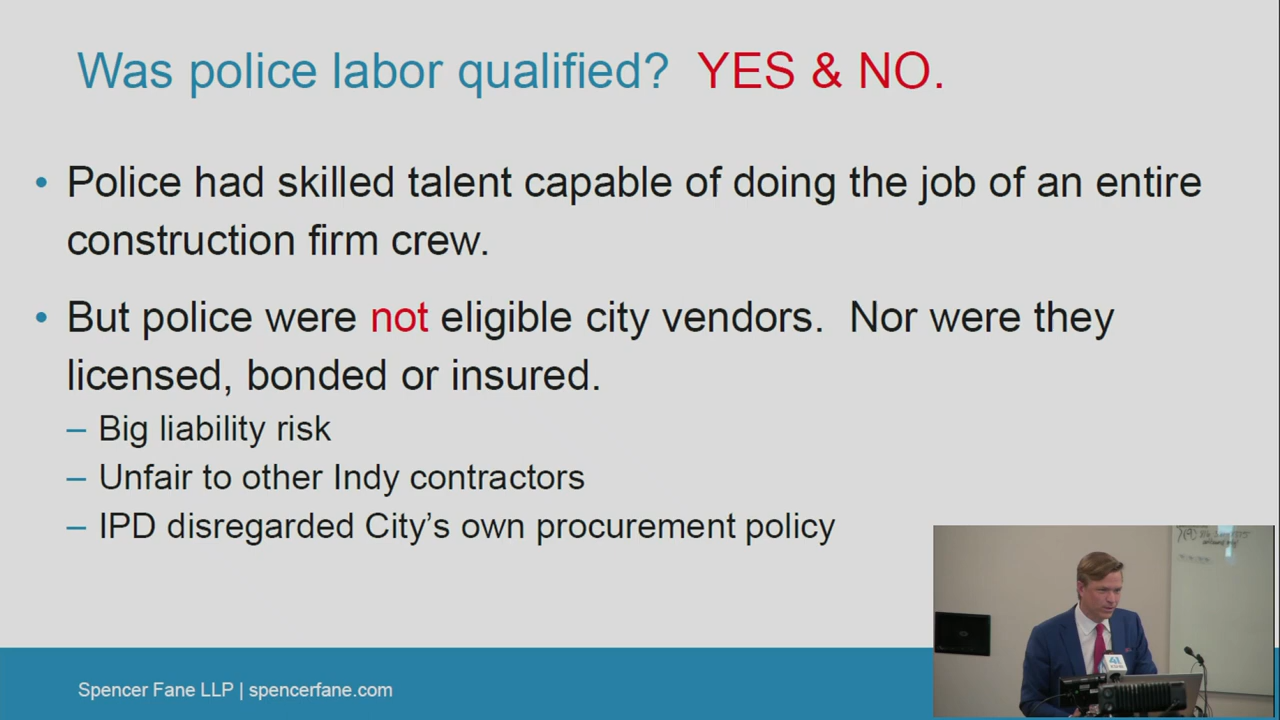 Was police labor qualified? YES & NO.
• Police had skilled talent capable of doing the job of an entire
construction firm crew.
• But police were not eligible city vendors. Nor were they
licensed, bonded or insured.
– Big liability risk
– Unfair to other Indy contractors
– IPD disregarded City's own procurement policy
Spencer Fane LLP | spencerfane.com
41